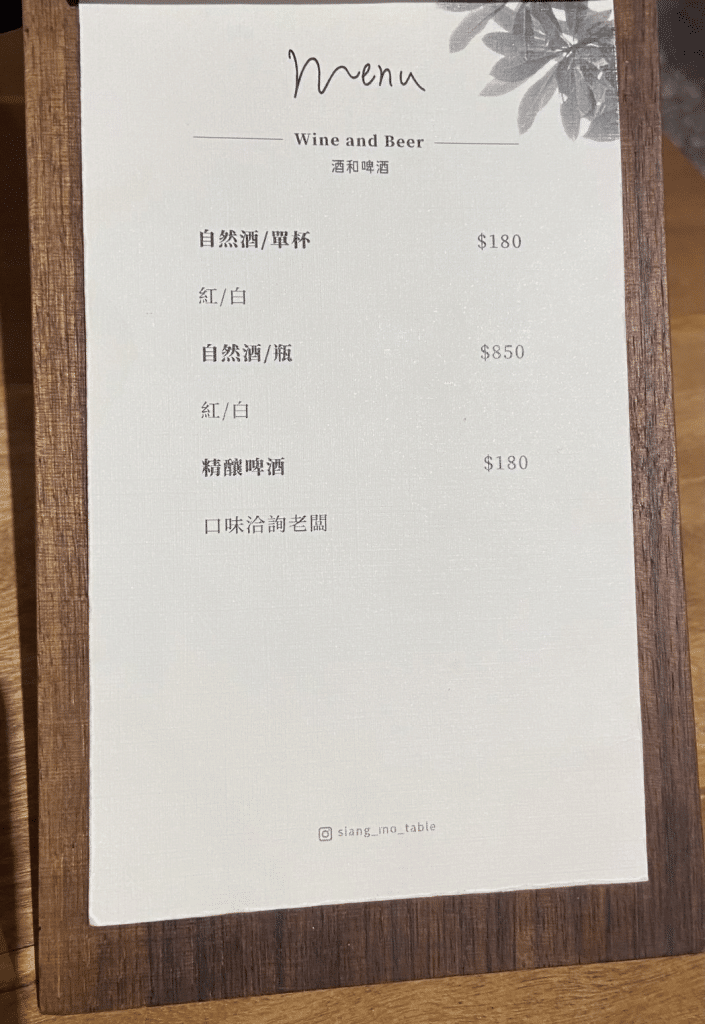 Menu
Wine and Beer
酒和啤酒
自然酒/單杯 $180
紅/白
自然酒/瓶 $850
紅/白
精釀啤酒 $180
口味洽詢老闆
siang_mo_table